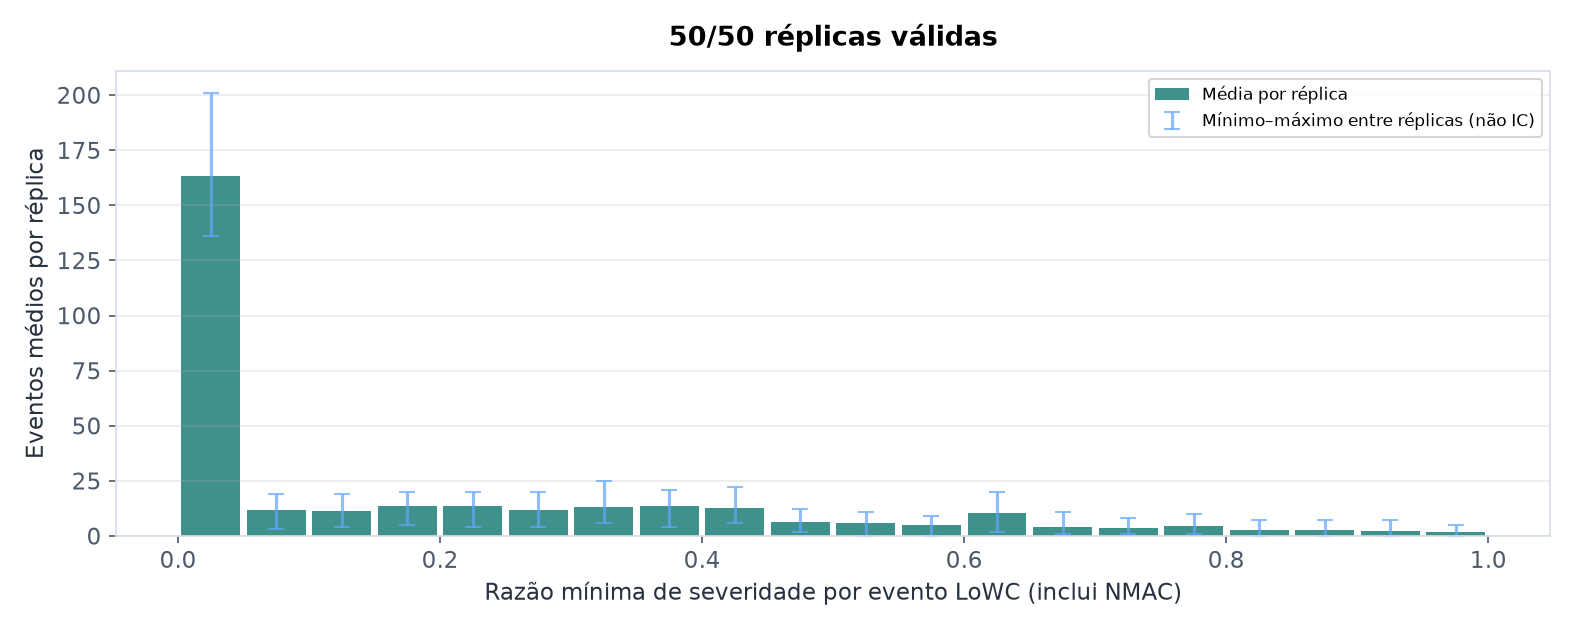 50/50 réplicas válidas
Média por réplica
Mínimo–máximo entre réplicas (não IC)
Eventos médios por réplica
200
175
150
125
100
75
50
25
0
0.0 0.2 0.4 0.6 0.8 1.0
Razão mínima de severidade por evento LoWC (inclui NMAC)